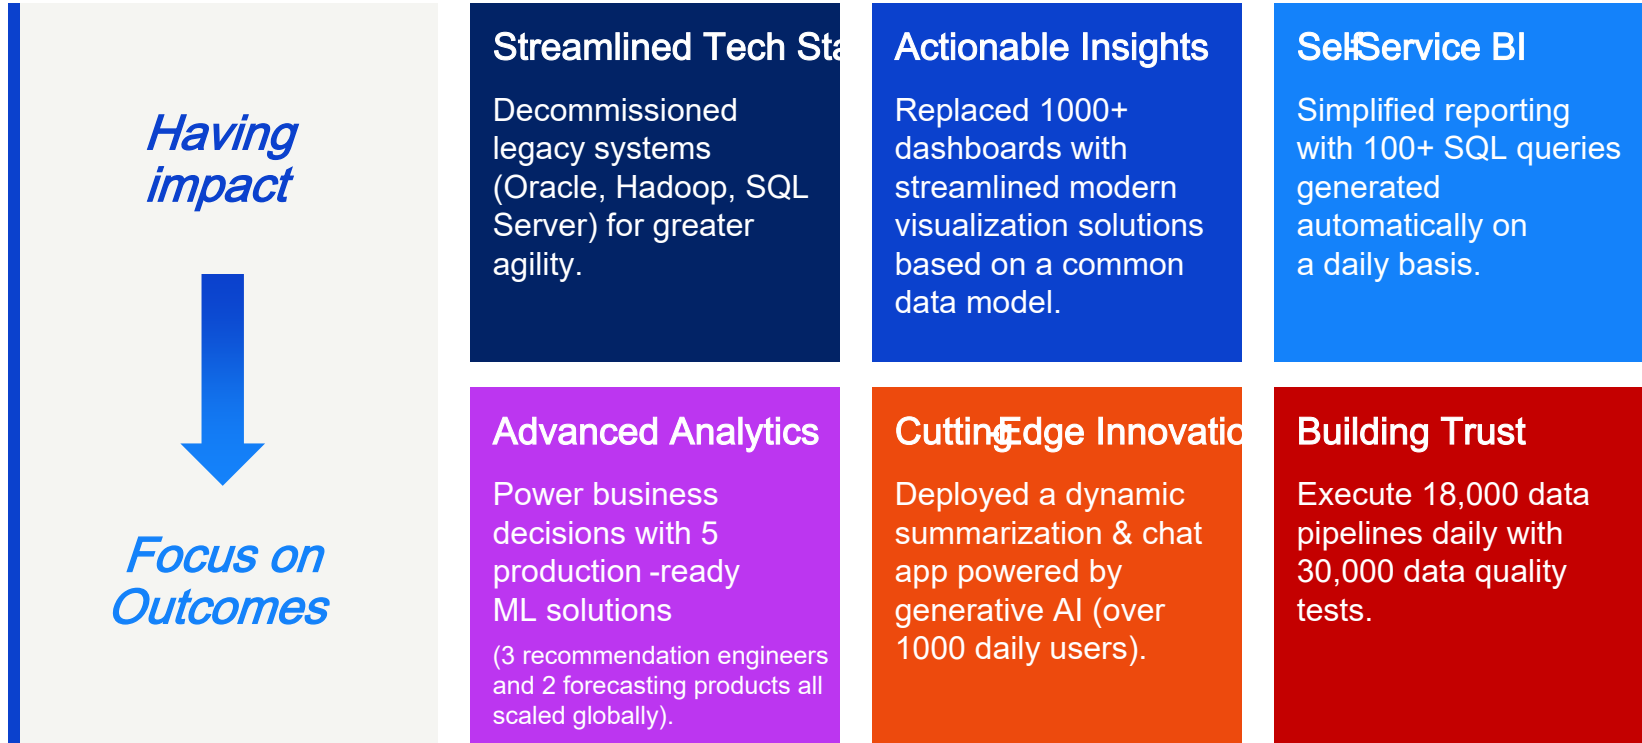 Having
impact
Focus on
Outcomes
Streamlined Tech
Decommissioned
legacy systems
(Oracle, Hadoop, SQL
Server) for greater
agility.
Actionable Insights
Replaced 1000+
dashboards with
streamlined modern
visualization solutions
based on a common
data model.
Self-Service BI
Simplified reporting
with 100+ SQL queries
generated
automatically on
a daily basis.
Advanced Analytics
Power business
decisions with 5
production -ready
ML solutions
(3 recommendation engineers
and 2 forecasting products all
scaled globally).
Cutting-Edge Innovatio
Deployed a dynamic
summarization & chat
app powered by
generative AI (over
1000 daily users).
Building Trust
Execute 18,000 data
pipelines daily with
30,000 data quality
tests.